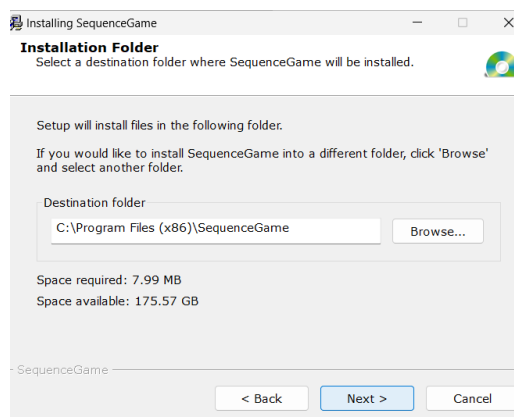 Installing SequenceGame
Installation Folder
Select a destination folder where SequenceGame will be installed.
Setup will install files in the following folder.
If you would like to install SequenceGame into a different folder, click 'Browse'
and select another folder.
Destination folder
C:\Program Files (x86)\SequenceGame
Browse...
Space required: 7.99 MB
Space available: 175.57 GB
SequenceGame
< Back
Next >
Cancel